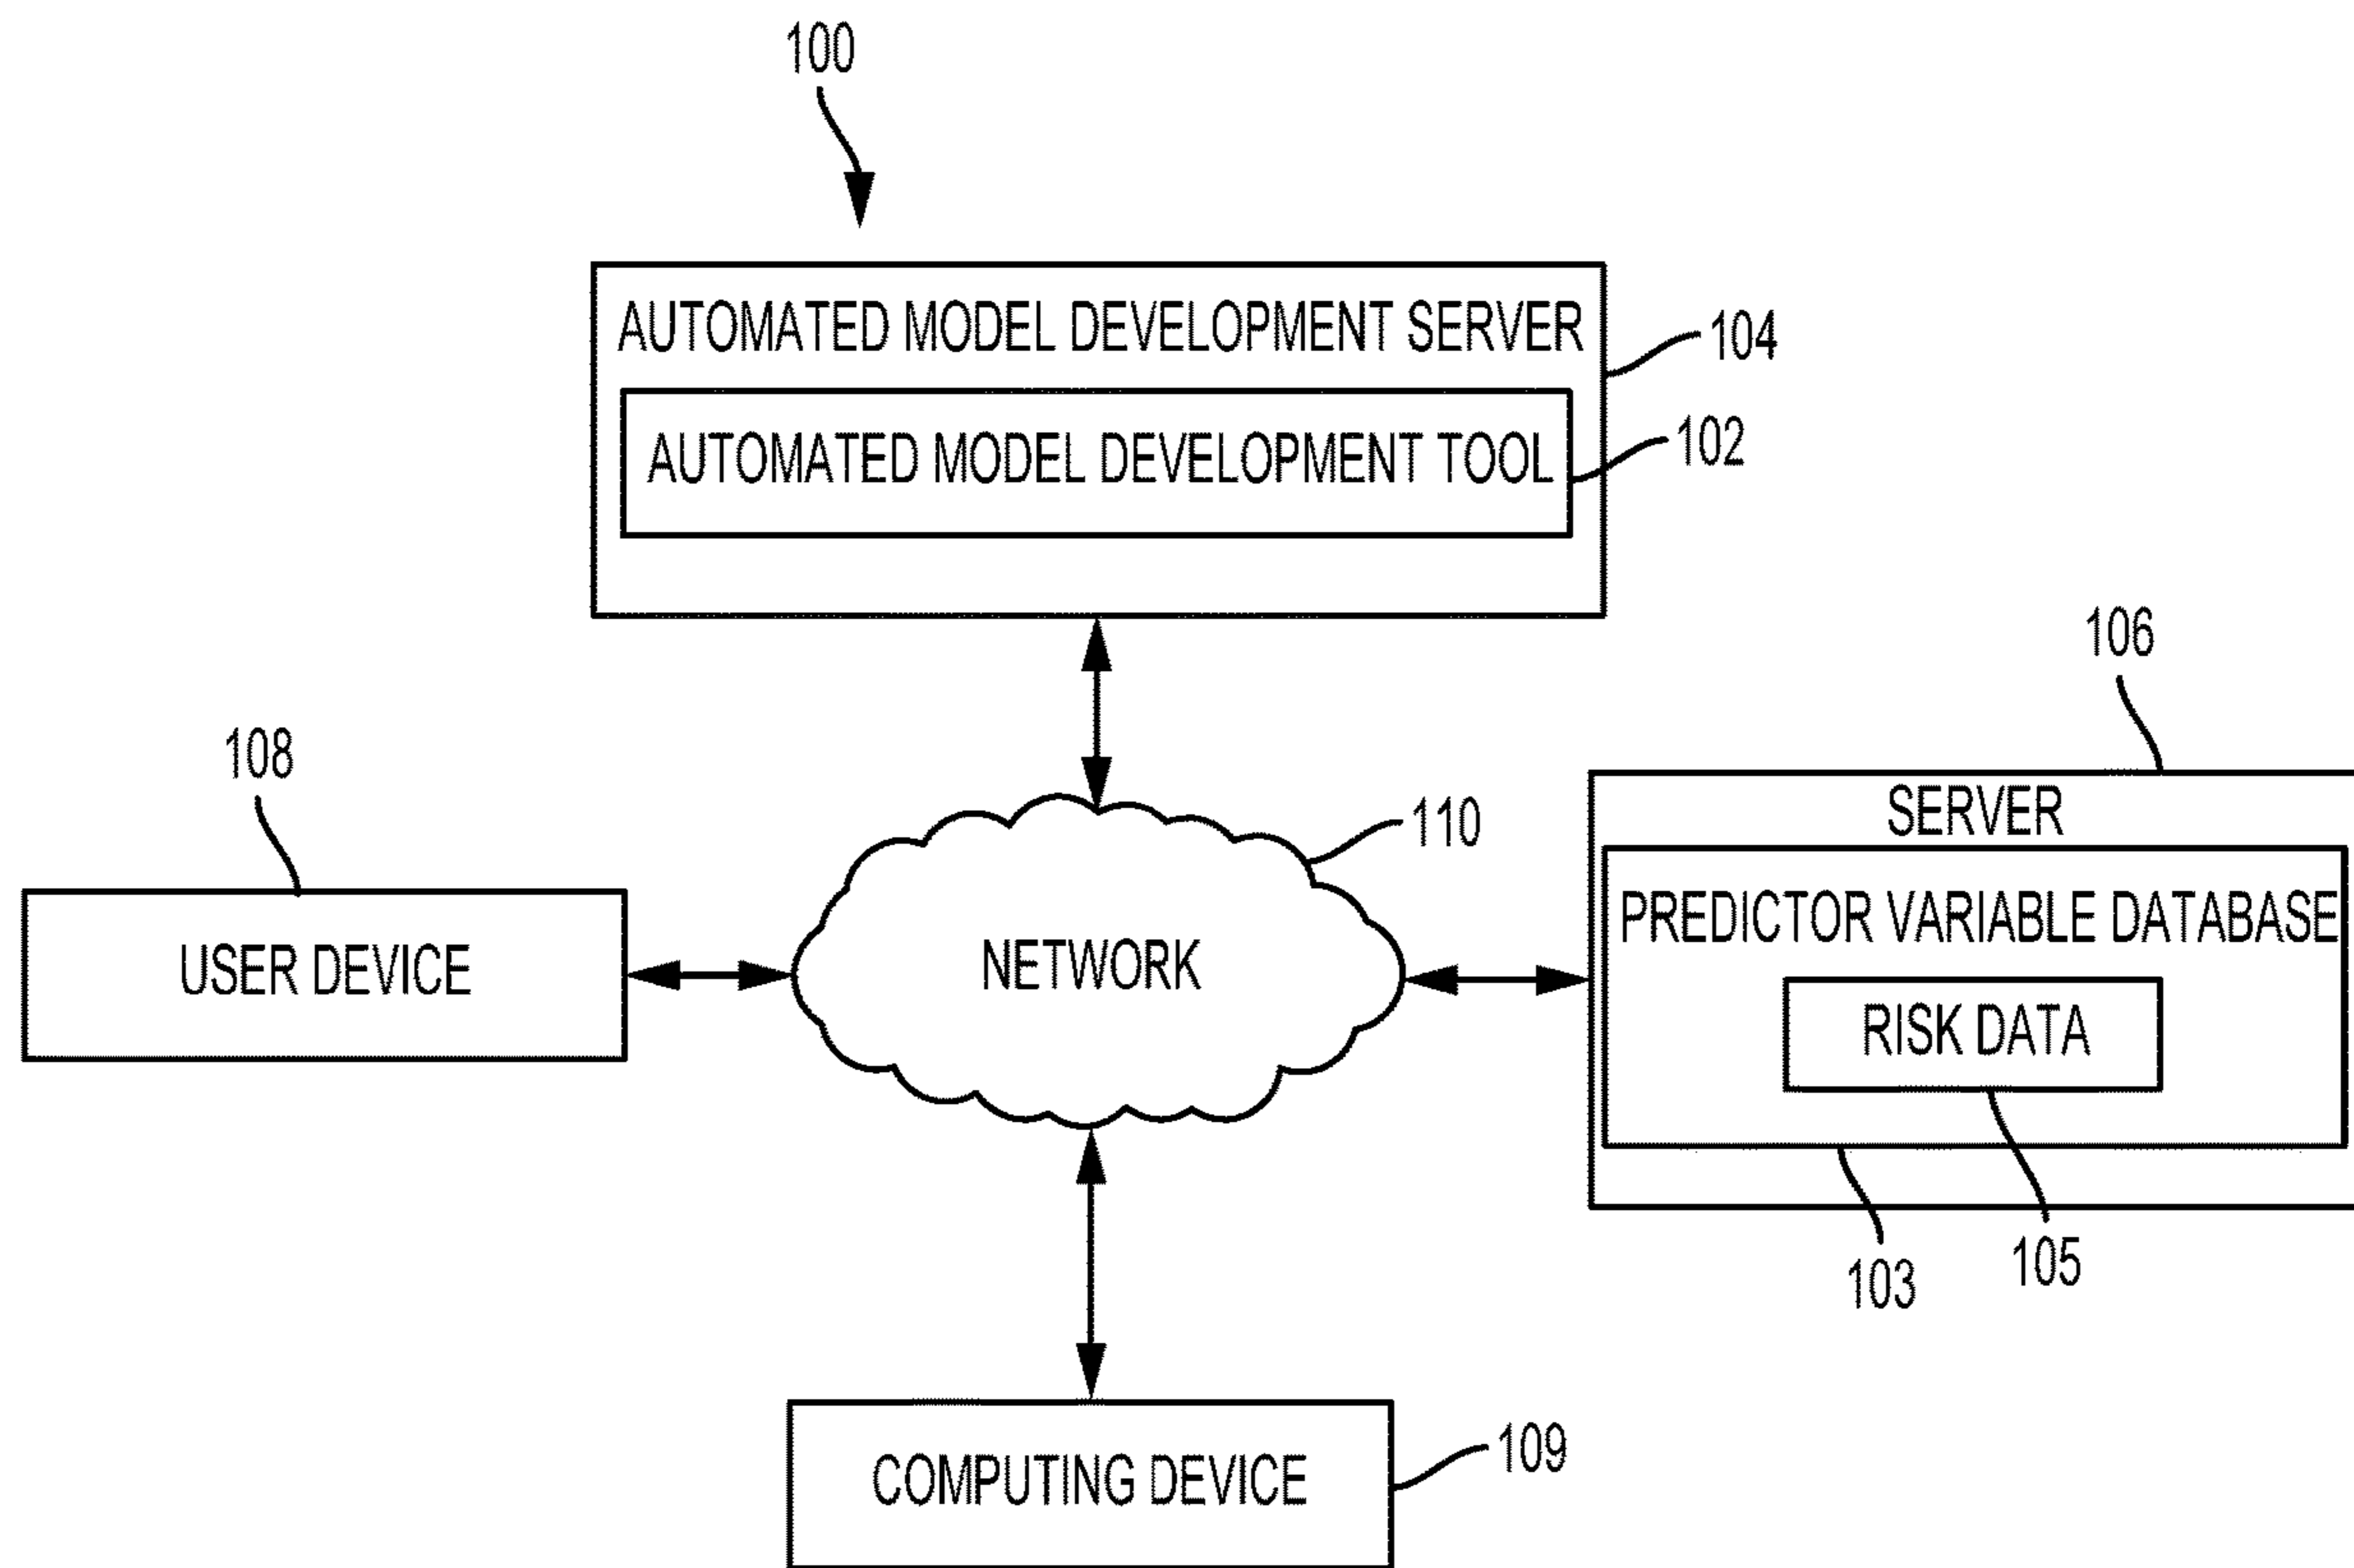 100
AUTOMATED MODEL DEVELOPMENT SERVER
104
AUTOMATED MODEL DEVELOPMENT TOOL
102
106
SERVER
108
110
PREDICTOR VARIABLE DATABASE
USER DEVICE
NETWORK
RISK DATA
105
103
COMPUTING DEVICE
109